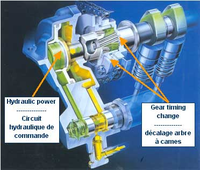 Hydraulic power
--------------
Circuit
hydraulique de
commande
Gear timing
change
--------------
décalage arbre
à cames